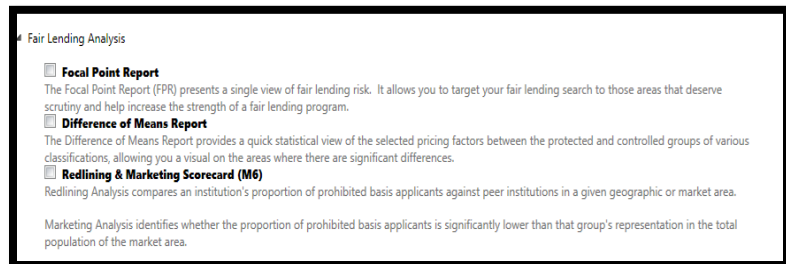 Fair Lending Analysis
Focal Point Report
The Focal Point Report (FPR) presents a single view of fair lending risk. It allows you to target your fair lending search to those areas that deserve
scrutiny and help increase the strength of a fair lending program.
Difference of Means Report
The Difference of Means Report provides a quick statistical view of the selected pricing factors between the protected and controlled groups of various
classifications, allowing you a visual on the areas where there are significant differences.
Redlining & Marketing Scorecard (M6)
Redlining Analysis compares an institution's proportion of prohibited basis applicants against peer institutions in a given geographic or market area.
Marketing Analysis identifies whether the proportion of prohibited basis applicants is significantly lower than that group's representation in the total
population of the market area.